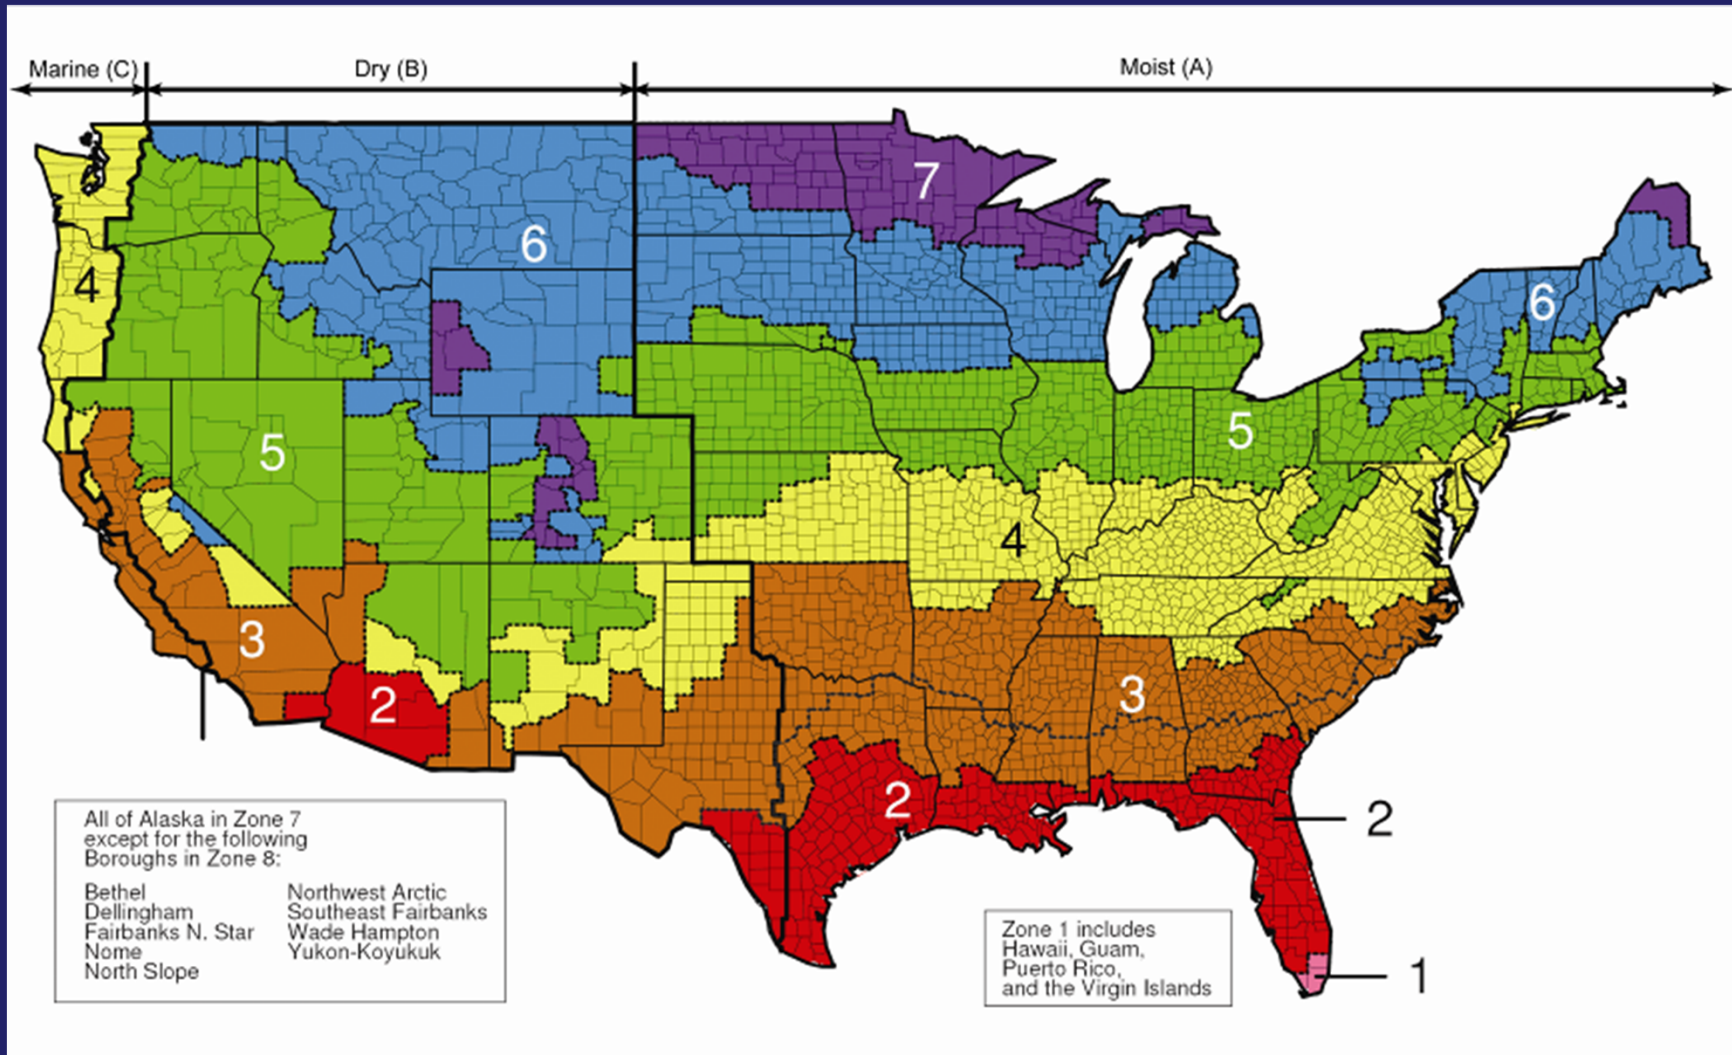 Marine (C)
Dry (B)
Moist (A)
7
6
4
6
5
5
4
3
2
3
2
2
1
All of Alaska in Zone 7
except for the following
Boroughs in Zone 8:
Bethel
Dellingham
Fairbanks N. Star
Nome
North Slope
Northwest Arctic
Southeast Fairbanks
Wade Hampton
Yukon-Koyukuk
Zone 1 includes
Hawaii, Guam,
Puerto Rico,
and the Virgin Islands